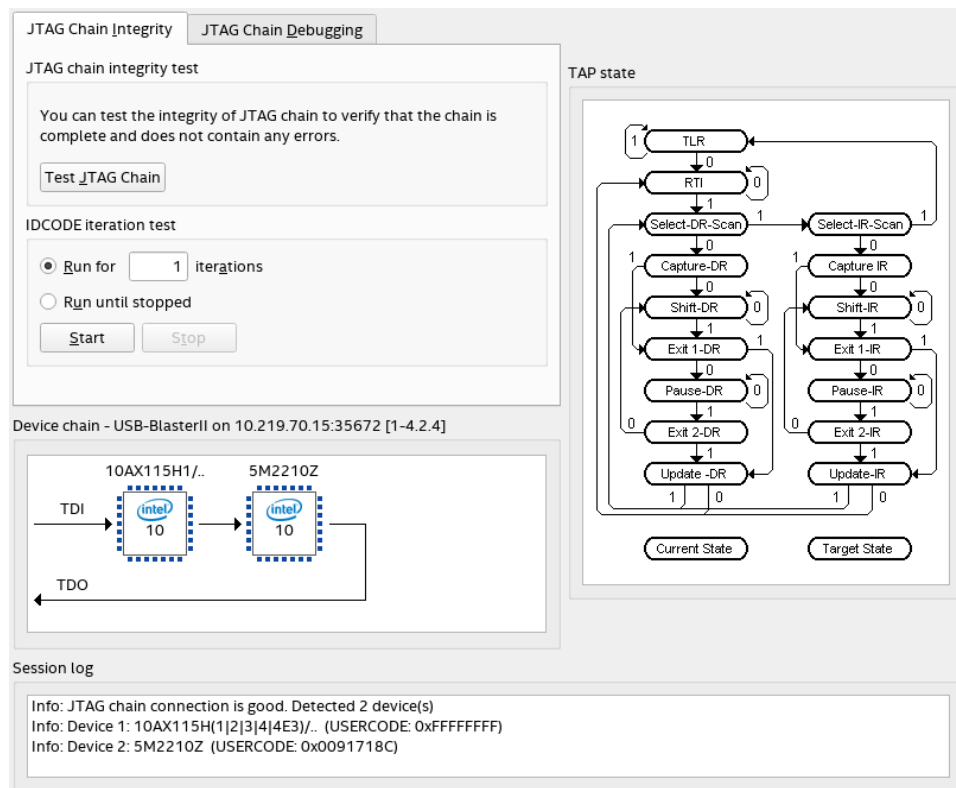 JTAG Chain Integrity
JTAG Chain Debugging
JTAG chain integrity test
You can test the integrity of JTAG chain to verify that the chain is
complete and does not contain any errors.
Test JTAG Chain
IDCODE iteration test
Run for 1 iterations
Run until stopped
Start
Stop
TAP state
1 TLR
0
RTI 0
1
Select-DR-Scan 1 Select-IR-Scan 1
0 0
1 Capture-DR 1 Capture IR
0 0
Shift-DR 0 Shift-IR 0
1 1
Exit 1-DR 1 Exit 1-IR 1
0 0
Pause-DR 0 Pause-IR 0
1 1
0 Exit 2-DR 0 Exit 2-IR
1 1
Update -DR Update-IR
1 0 1 0
Current State Target State
Device chain - USB-BlasterII on 10.219.70.15:35672 [1-4.2.4]
10AX115H1/.. 5M2210Z
TDI
intel intel
10 10
TDO
Session log
Info: JTAG chain connection is good. Detected 2 device(s)
Info: Device 1: 10AX115H(1|2|3|4|4E3)/.. (USERCODE: 0xFFFFFFFF)
Info: Device 2: 5M2210Z (USERCODE: 0x0091718C)